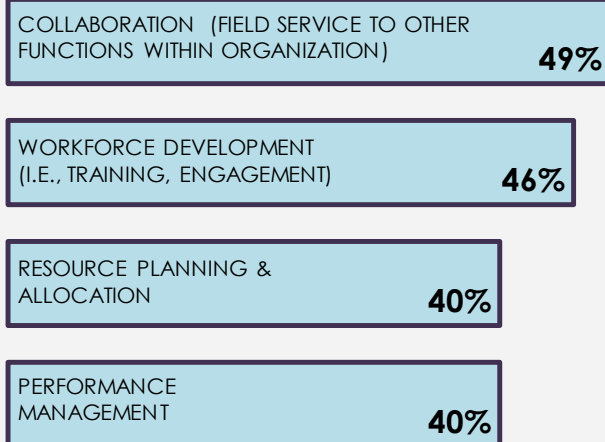 COLLABORATION (FIELD SERVICE TO OTHER
FUNCTIONS WITHIN ORGANIZATION)
49%
WORKFORCE DEVELOPMENT
(I.E., TRAINING, ENGAGEMENT)
46%
RESOURCE PLANNING &
ALLOCATION
40%
PERFORMANCE
MANAGEMENT
40%